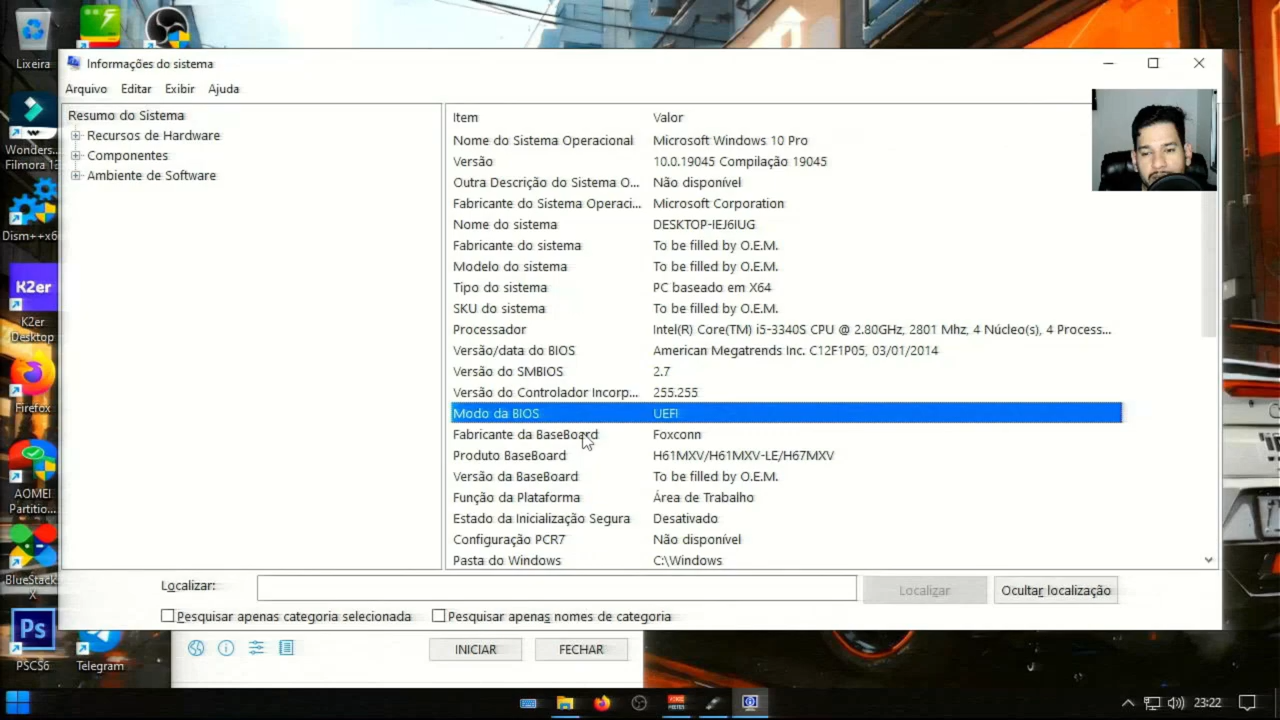 Lixeira
Wonders...
Filmora 1
Dism++x6
K2er
K2er
Desktop
Firefox
AOMEI
Partitio...
BlueStack
X
Ps
PSCS6
Telegram
Informações do sistema
Arquivo Editar Exibir Ajuda
Resumo do Sistema
Recursos de Hardware
Componentes
Ambiente de Software
Item Valor
Nome do Sistema Operacional Microsoft Windows 10 Pro
Versão 10.0.19045 Compilação 19045
Outra Descrição do Sistema O... Não disponível
Fabricante do Sistema Operaci... Microsoft Corporation
Nome do sistema DESKTOP-IEJ6IUG
Fabricante do sistema To be filled by O.E.M.
Modelo do sistema To be filled by O.E.M.
Tipo do sistema PC baseado em X64
SKU do sistema To be filled by O.E.M.
Processador Intel(R) Core(TM) i5-3340S CPU @ 2.80GHz, 2801 Mhz, 4 Núcleo(s), 4 Process...
Versão/data do BIOS American Megatrends Inc. C12F1P05, 03/01/2014
Versão do SMBIOS 2.7
Versão do Controlador Incorp... 255.255
Modo da BIOS UEFI
Fabricante da BaseBoard Foxconn
Produto BaseBoard H61MXV/H61MXV-LE/H67MXV
Versão da BaseBoard To be filled by O.E.M.
Função da Plataforma Área de Trabalho
Estado da Inicialização Segura Desativado
Configuração PCR7 Não disponível
Pasta do Windows C:\Windows
Localizar: Localizar Ocultar localização
Pesquisar apenas categoria selecionada Pesquisar apenas nomes de categoria
INICIAR FECHAR
23:22